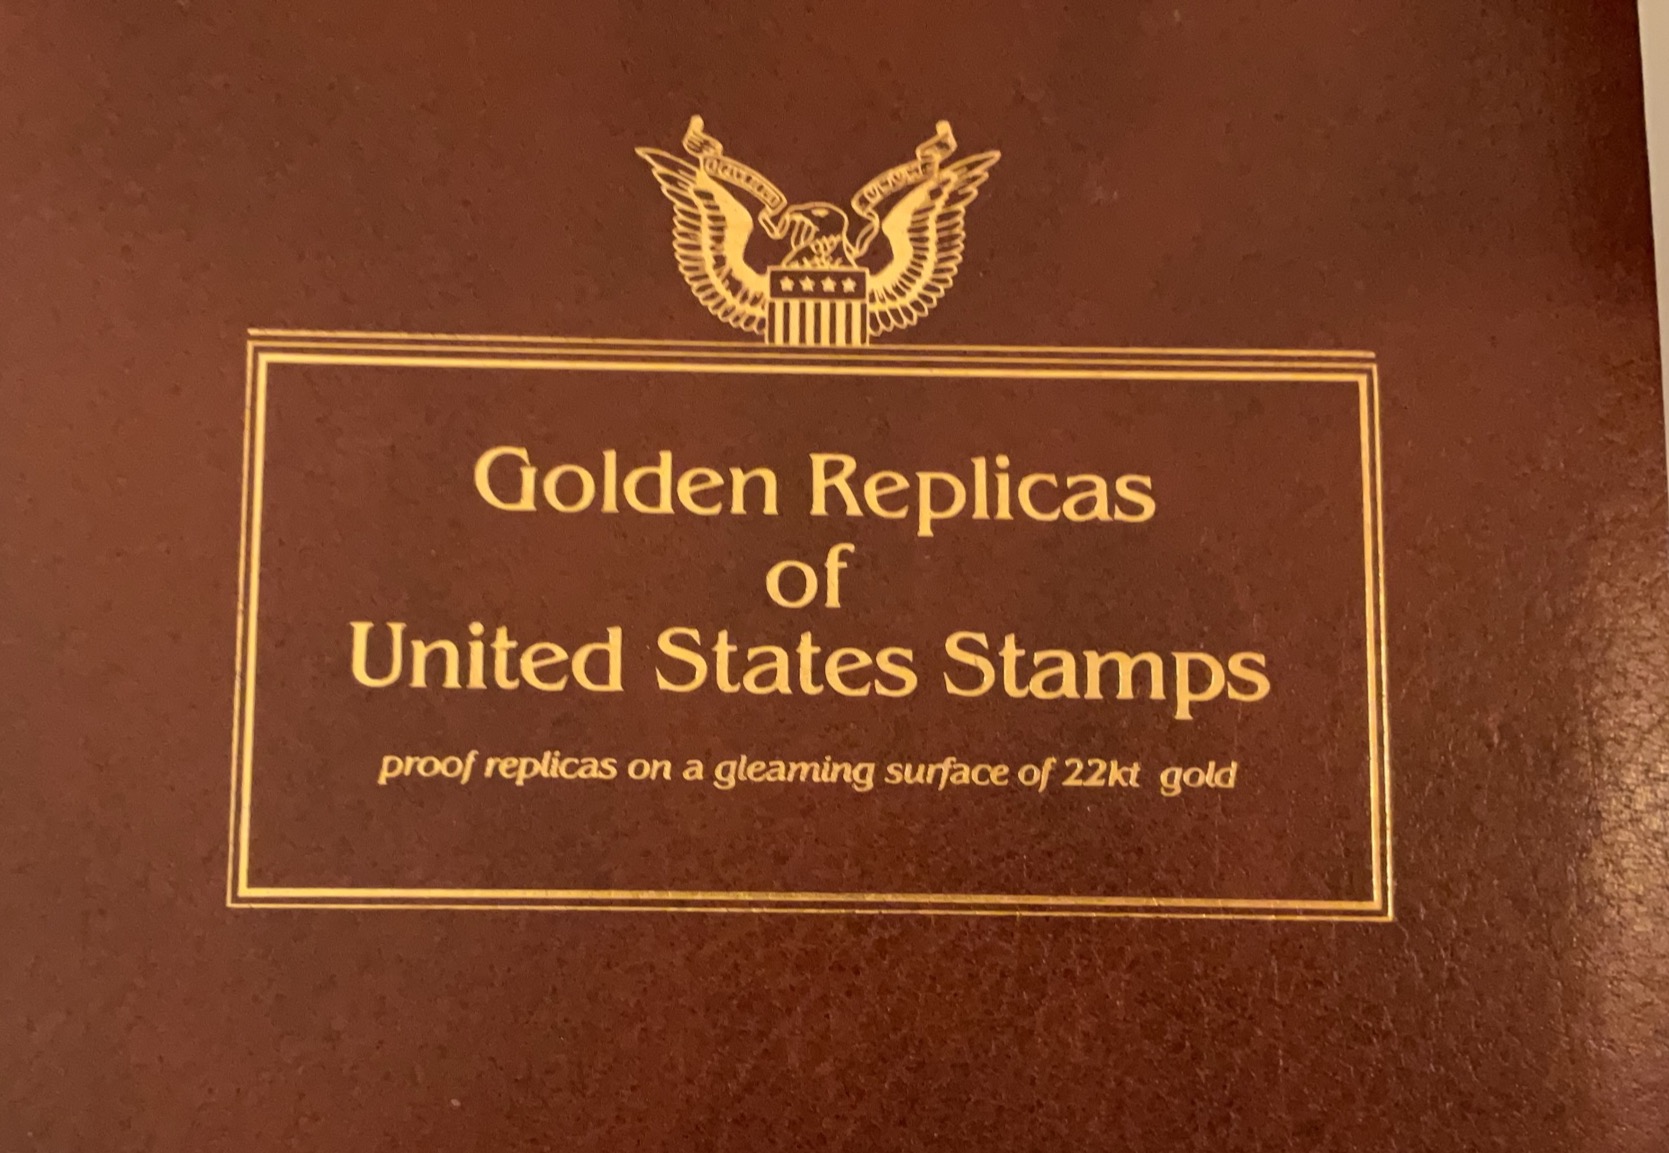 Golden Replicas
of
United States Stamps
proof replicas on a gleaming surface of 22kt gold